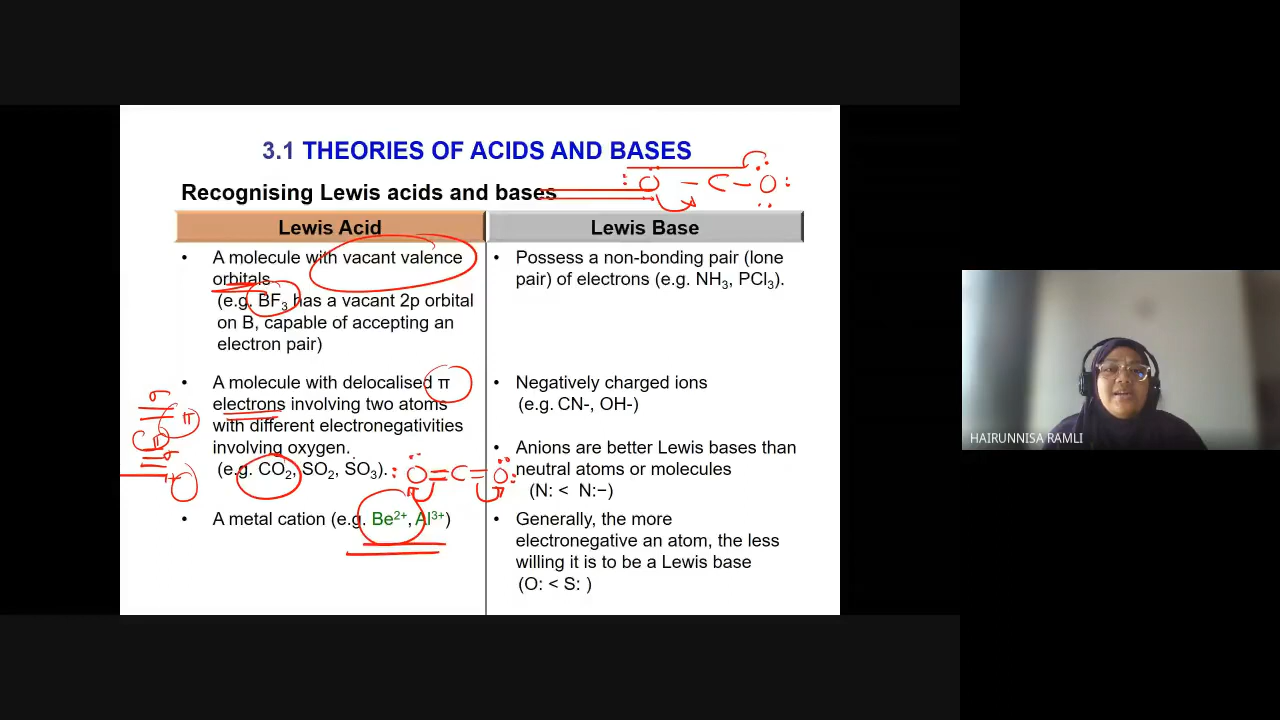 3.1 THEORIES OF ACIDS AND BASES
Recognising Lewis acids and bases
:O - C - O:
Lewis Acid
• A molecule with vacant valence
orbitals.
(e.g. BF₃ has a vacant 2p orbital
on B, capable of accepting an
electron pair)
• A molecule with delocalised π
electrons involving two atoms
with different electronegativities
involving oxygen.
(e.g. CO₂, SO₂, SO₃).
• A metal cation (e.g. Be²⁺, Al³⁺)
σ
π
C π
σ
O
:O=C=O:
Lewis Base
• Possess a non-bonding pair (lone
pair) of electrons (e.g. NH₃, PCl₃).
• Negatively charged ions
(e.g. CN-, OH-)
• Anions are better Lewis bases than
neutral atoms or molecules
(N: < N:−)
• Generally, the more
electronegative an atom, the less
willing it is to be a Lewis base
(O: < S: )
HAIRUNNISA RAMLI